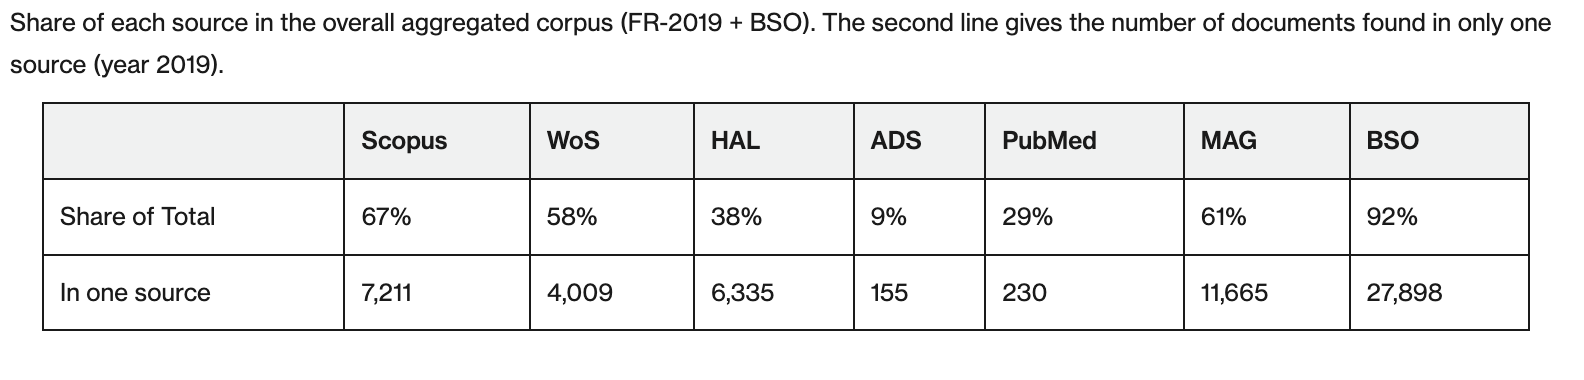 Share of each source in the overall aggregated corpus (FR-2019 + BSO). The second line gives the number of documents found in only one
source (year 2019).
Scopus WoS HAL ADS PubMed MAG BSO
Share of Total 67% 58% 38% 9% 29% 61% 92%
In one source 7,211 4,009 6,335 155 230 11,665 27,898